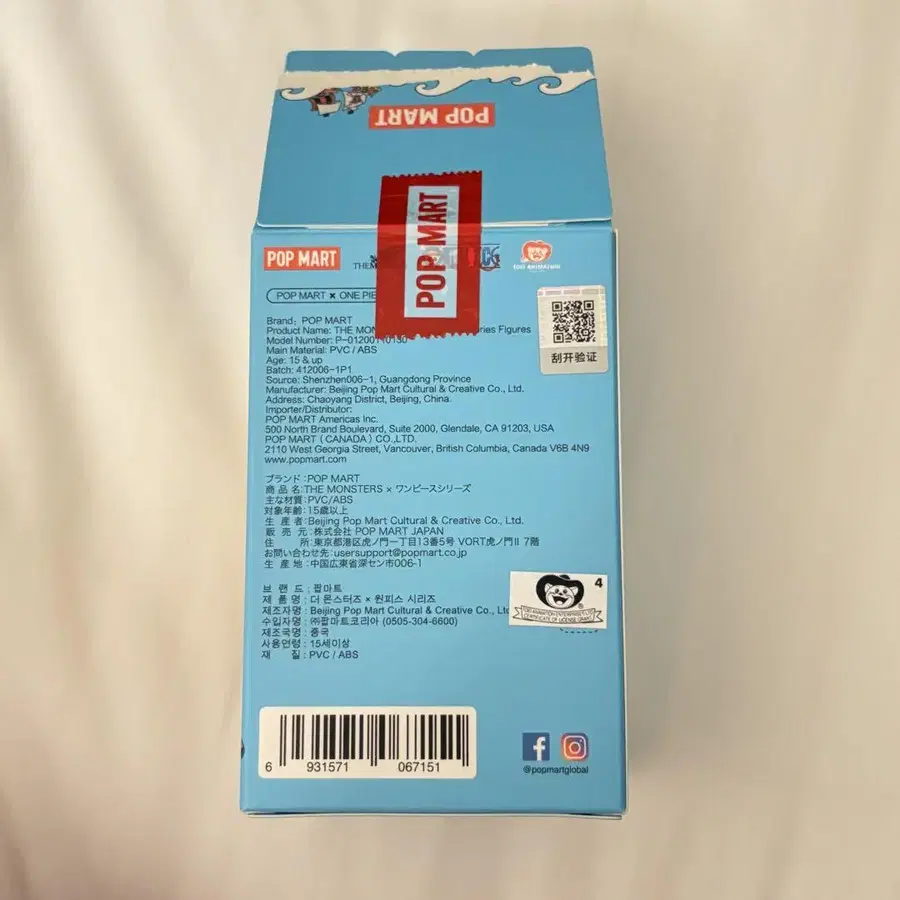 POP MART
POP MART
POP MART
THE
TOEI ANIMATION
POP MART × ONE PIE
Brand: POP MART
Product Name: THE MON ries Figures
Model Number: P-01200110130
Main Material: PVC / ABS
Age: 15 & up
Batch: 412006-1P1
Source: Shenzhen006-1, Guangdong Province
Manufacturer: Beijing Pop Mart Cultural & Creative Co., Ltd.
Address: Chaoyang District, Beijing, China.
Importer/Distributor:
POP MART Americas Inc.
500 North Brand Boulevard, Suite 2000, Glendale, CA 91203, USA
POP MART (CANADA) CO.,LTD.
2110 West Georgia Street, Vancouver, British Columbia, Canada V6B 4N9
www.popmart.com
刮开验证
ブランド:POP MART
商品名:THE MONSTERS × ワンピースシリーズ
主な材質:PVC/ABS
対象年齢:15歳以上
生産者:Beijing Pop Mart Cultural & Creative Co., Ltd.
販売元:株式会社 POP MART JAPAN
住所:東京都港区虎ノ門一丁目13番5号 VORT虎ノ門II 7階
お問い合わせ先:usersupport@popmart.co.jp
生産地:中国広東省深セン市006-1
브랜드:팝마트
제품명:더 몬스터즈 × 원피스 시리즈
제조자명:Beijing Pop Mart Cultural & Creative Co., Ltd
수입자명:㈜팝마트코리아 (0505-304-6600)
제조국명:중국
사용연령:15세이상
재질:PVC / ABS
4
TOEI ANIMATION ENTERPRISES LTD.
CERTIFICATE OF LICENSE GRANT
6 931571 067151
@popmartglobal